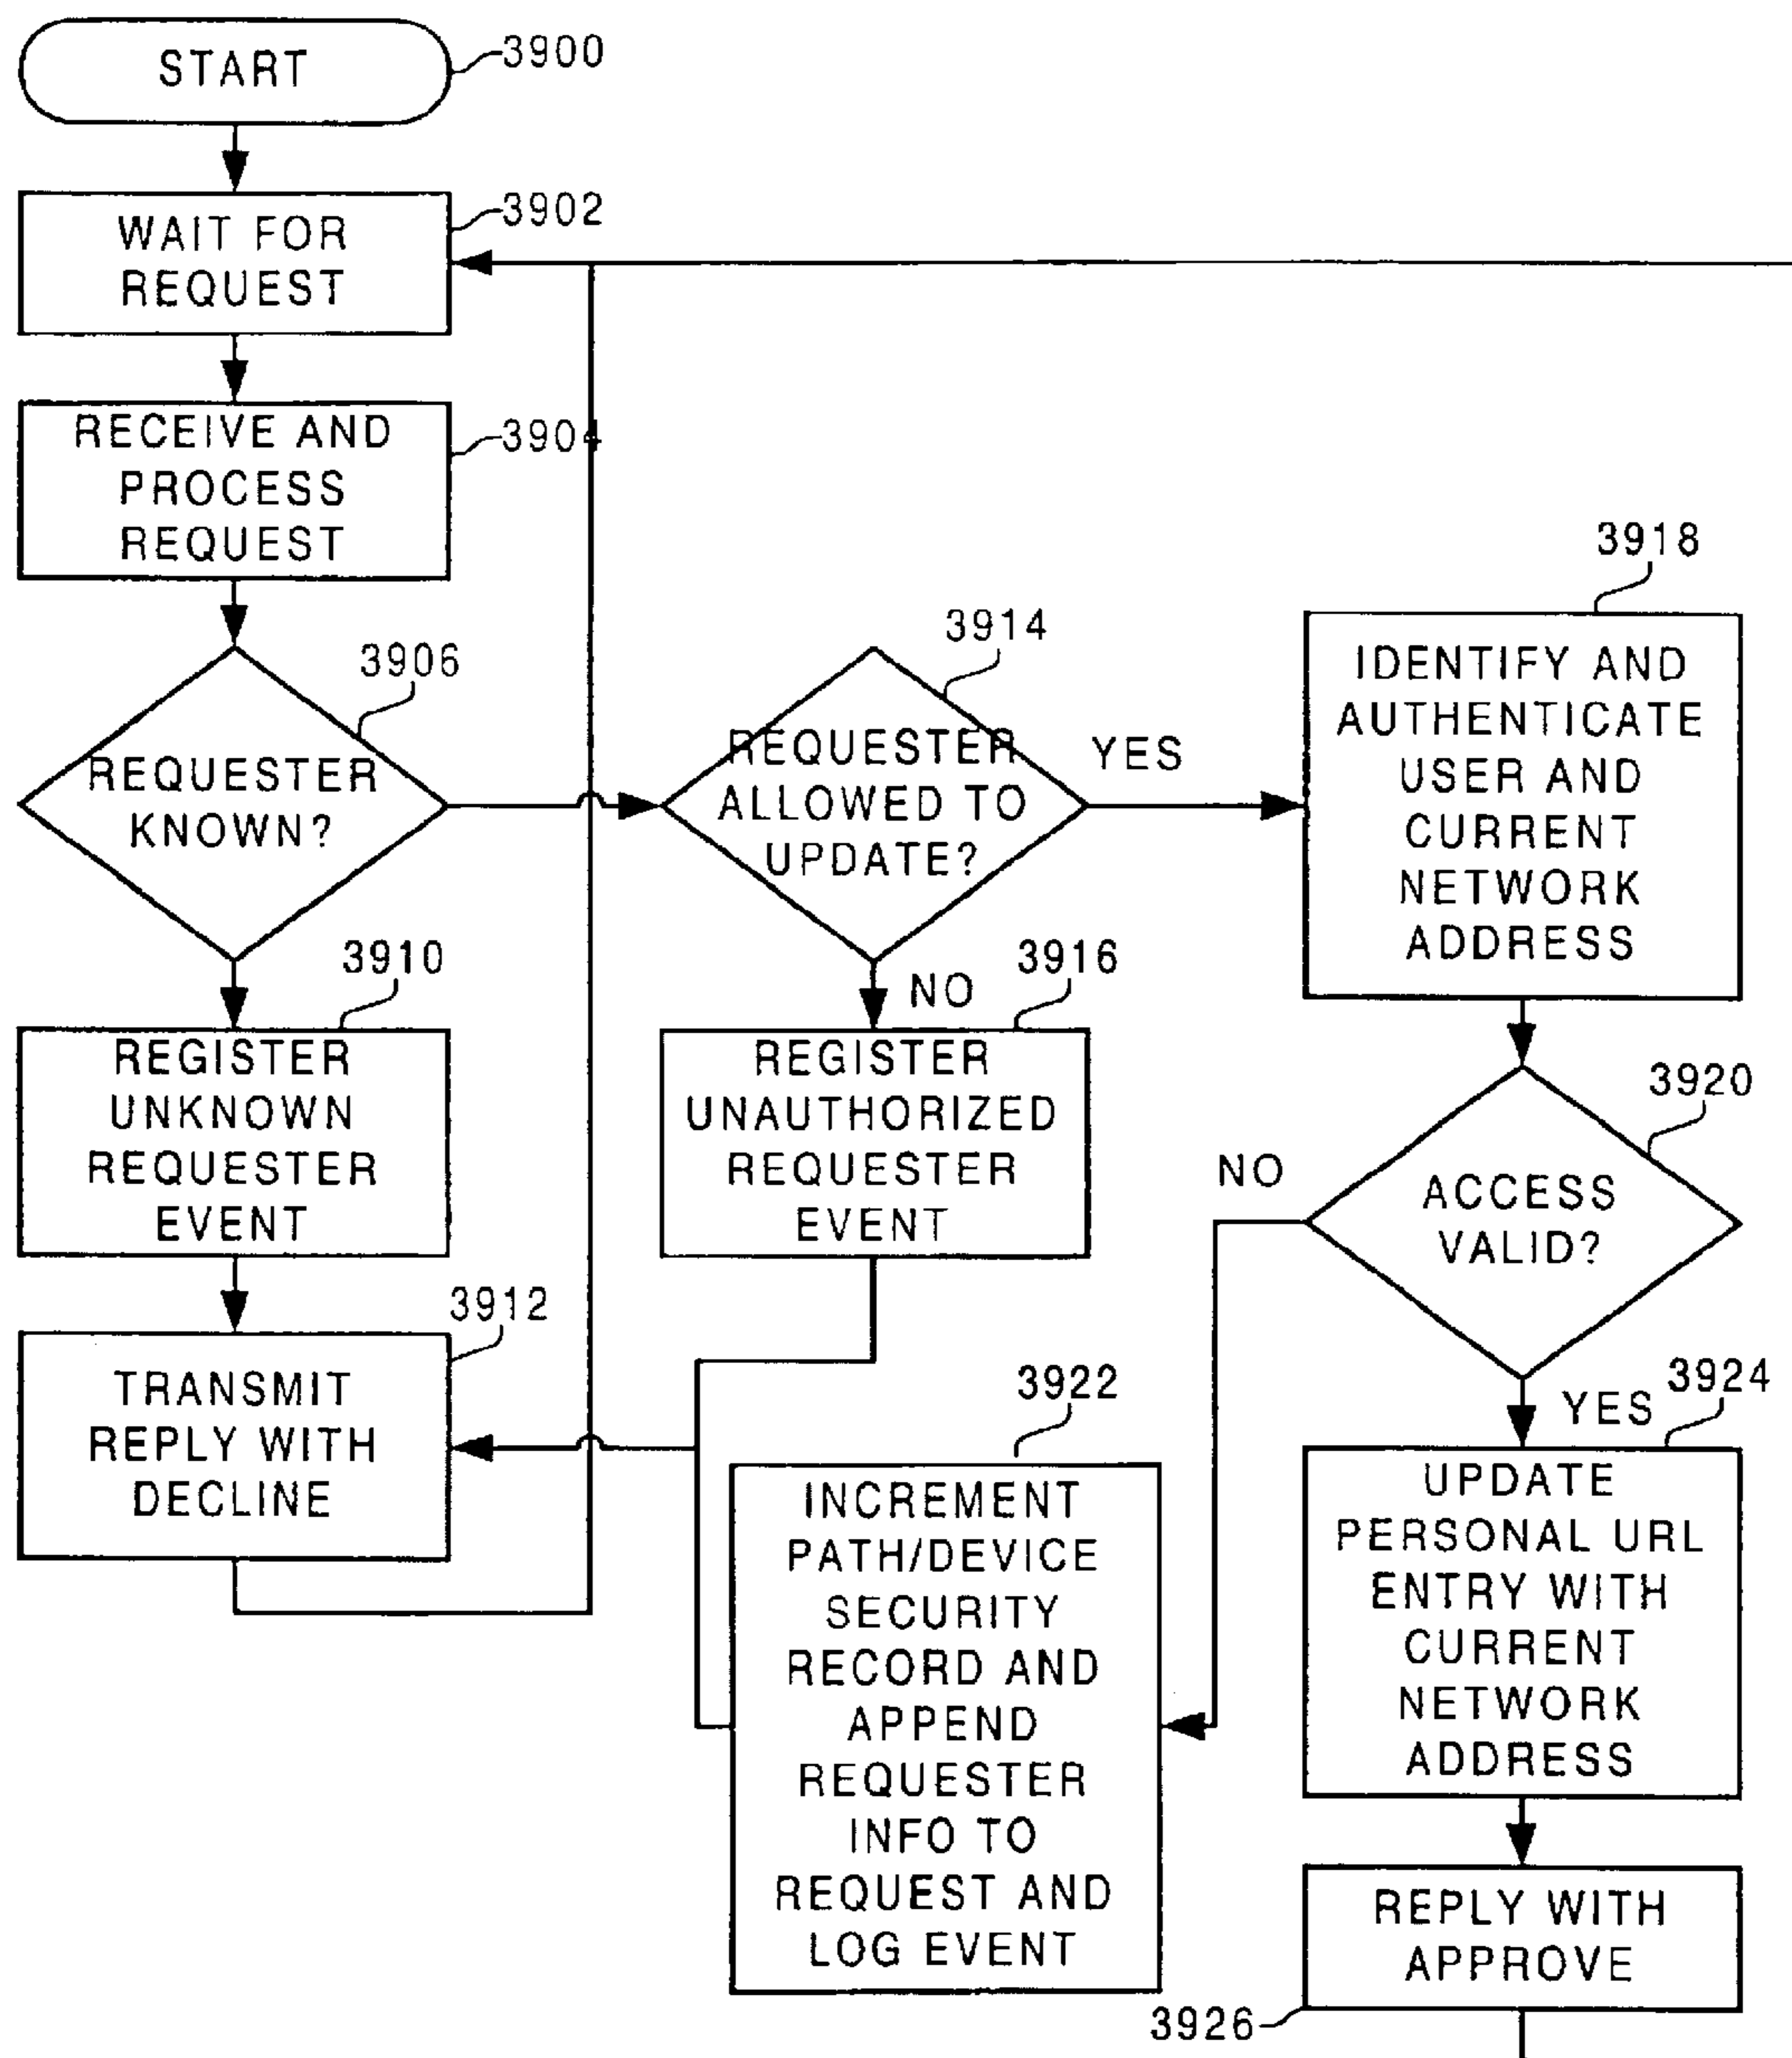 START
3900
WAIT FOR
REQUEST
3902
RECEIVE AND
PROCESS
REQUEST
3904
REQUESTER
KNOWN?
3906
REGISTER
UNKNOWN
REQUESTER
EVENT
3910
TRANSMIT
REPLY WITH
DECLINE
3912
REQUESTER
ALLOWED TO
UPDATE?
3914
YES
NO
REGISTER
UNAUTHORIZED
REQUESTER
EVENT
3916
IDENTIFY AND
AUTHENTICATE
USER AND
CURRENT
NETWORK
ADDRESS
3918
ACCESS
VALID?
3920
NO
YES
INCREMENT
PATH/DEVICE
SECURITY
RECORD AND
APPEND
REQUESTER
INFO TO
REQUEST AND
LOG EVENT
3922
UPDATE
PERSONAL URL
ENTRY WITH
CURRENT
NETWORK
ADDRESS
3924
REPLY WITH
APPROVE
3926